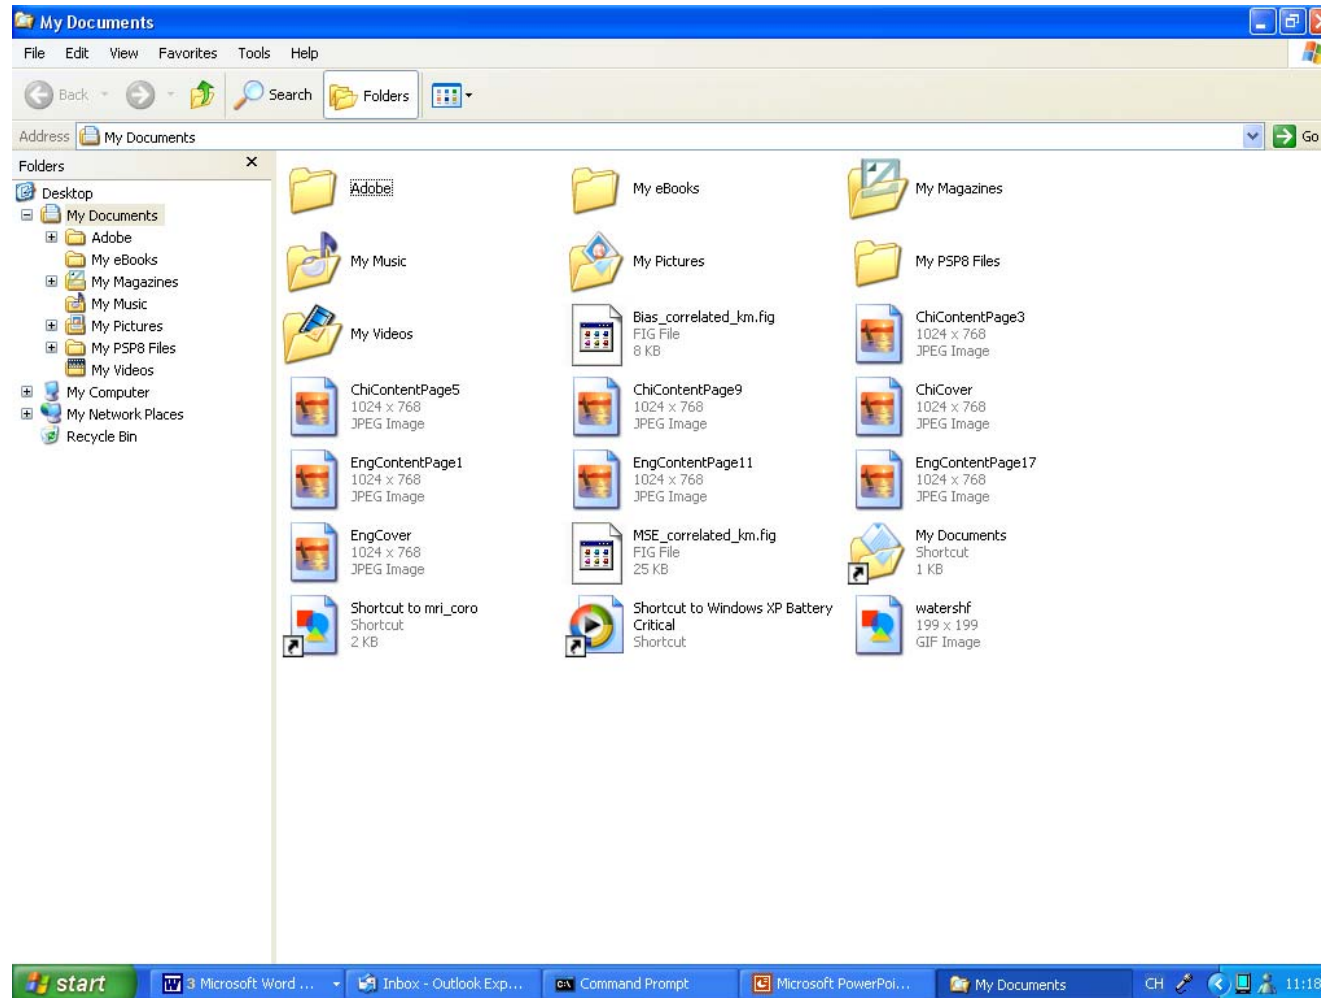 My Documents
File Edit View Favorites Tools Help
Back Search Folders
Address My Documents Go
Folders
Desktop
My Documents
Adobe
My eBooks
My Magazines
My Music
My Pictures
My PSP8 Files
My Videos
My Computer
My Network Places
Recycle Bin
Adobe
My eBooks
My Magazines
My Music
My Pictures
My PSP8 Files
My Videos
Bias_correlated_km.fig
FIG File
8 KB
ChiContentPage3
1024 x 768
JPEG Image
ChiContentPage5
1024 x 768
JPEG Image
ChiContentPage9
1024 x 768
JPEG Image
ChiCover
1024 x 768
JPEG Image
EngContentPage1
1024 x 768
JPEG Image
EngContentPage11
1024 x 768
JPEG Image
EngContentPage17
1024 x 768
JPEG Image
EngCover
1024 x 768
JPEG Image
MSE_correlated_km.fig
FIG File
25 KB
My Documents
Shortcut
1 KB
Shortcut to mri_coro
Shortcut
2 KB
Shortcut to Windows XP Battery
Critical
Shortcut
watershf
199 x 199
GIF Image
start 3 Microsoft Word ... Inbox - Outlook Exp... Command Prompt Microsoft PowerPoi... My Documents CH 11:18